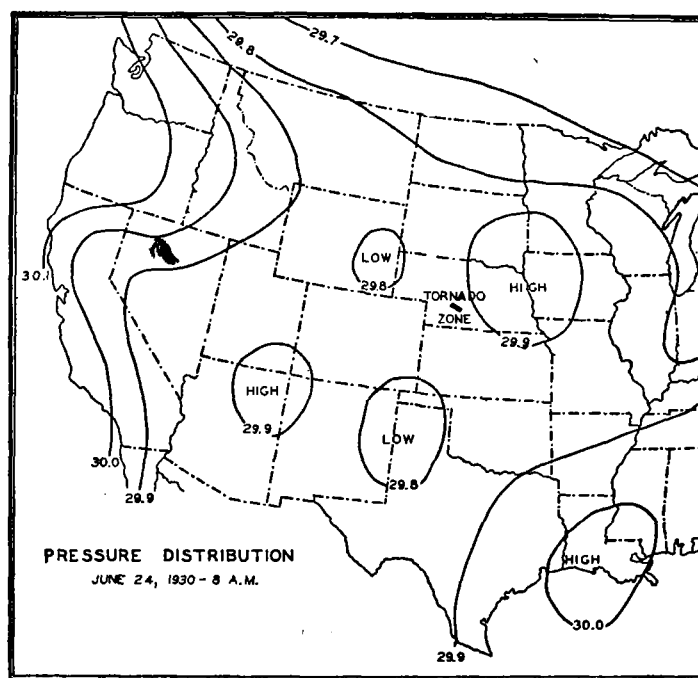 29.8
29.7
30.1
LOW
29.8
TORNADO
ZONE
HIGH
29.9
HIGH
29.9
LOW
29.8
30.0
29.9
HIGH
30.0
29.9
PRESSURE DISTRIBUTION
JUNE 24, 1930 - 8 A.M.